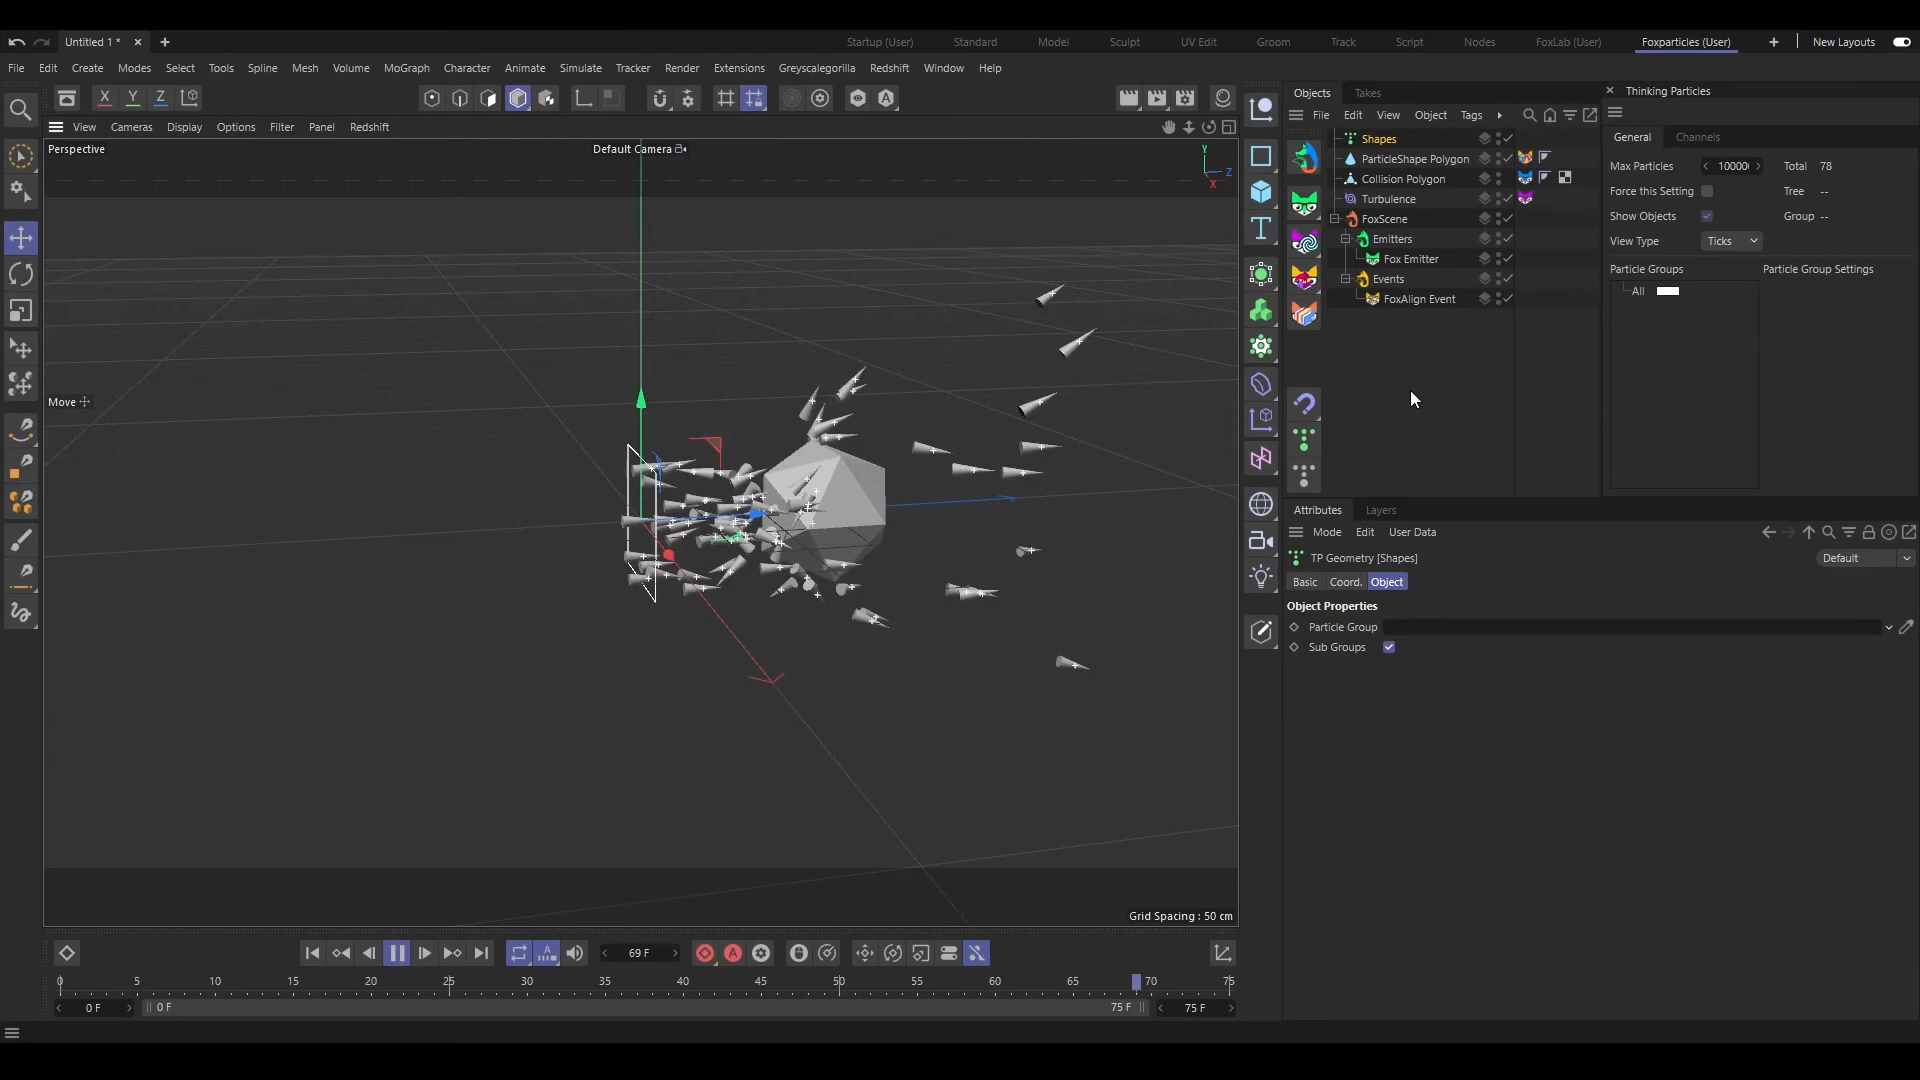 Untitled 1 *
Startup (User) Standard Model Sculpt UV Edit Groom Track Script Nodes FoxLab (User) Foxparticles (User) New Layouts
File Edit Create Modes Select Tools Spline Mesh Volume MoGraph Character Animate Simulate Tracker Render Extensions Greyscalegorilla Redshift Window Help
X Y Z
View Cameras Display Options Filter Panel Redshift
Perspective
Default Camera
Y
Z
X
Move
Grid Spacing : 50 cm
Objects Takes
File Edit View Object Tags
Shapes
ParticleShape Polygon
Collision Polygon
Turbulence
FoxScene
Emitters
Fox Emitter
Events
FoxAlign Event
Thinking Particles
General Channels
Max Particles 10000 Total 78
Force this Setting Tree --
Show Objects Group --
View Type Ticks
Particle Groups Particle Group Settings
All
Attributes Layers
Mode Edit User Data
TP Geometry [Shapes] Default
Basic Coord. Object
Object Properties
Particle Group
Sub Groups
69 F
0 5 10 15 20 25 30 35 40 45 50 55 60 65 70 75
0 F 0 F 75 F 75 F